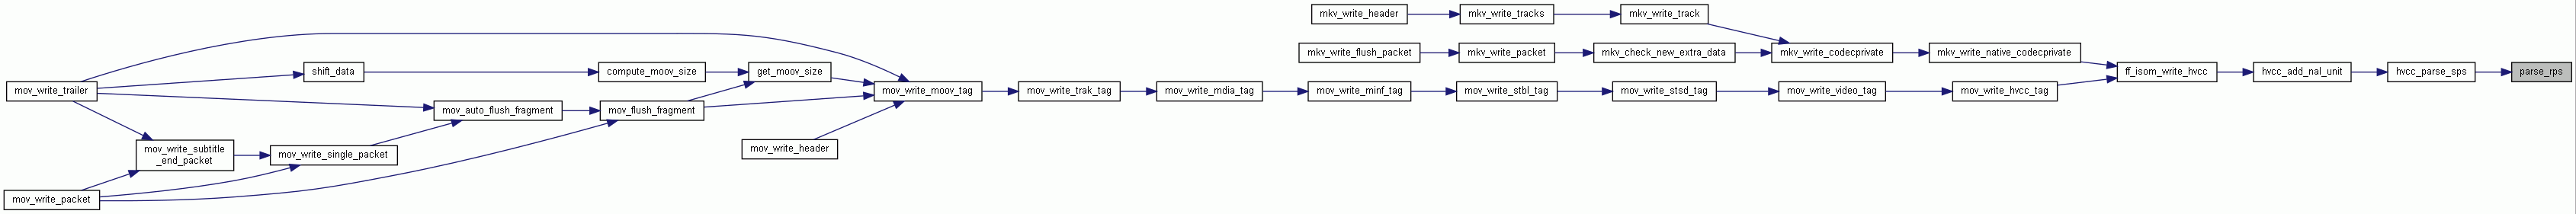 mkv_write_header
mkv_write_tracks
mkv_write_track
mkv_write_flush_packet
mkv_write_packet
mkv_check_new_extra_data
mkv_write_codecprivate
mkv_write_native_codecprivate
shift_data
compute_moov_size
get_moov_size
ff_isom_write_hvcc
hvcc_add_nal_unit
hvcc_parse_sps
parse_rps
mov_write_trailer
mov_write_moov_tag
mov_write_trak_tag
mov_write_mdia_tag
mov_write_minf_tag
mov_write_stbl_tag
mov_write_stsd_tag
mov_write_video_tag
mov_write_hvcc_tag
mov_auto_flush_fragment
mov_flush_fragment
mov_write_header
mov_write_subtitle
_end_packet
mov_write_single_packet
mov_write_packet